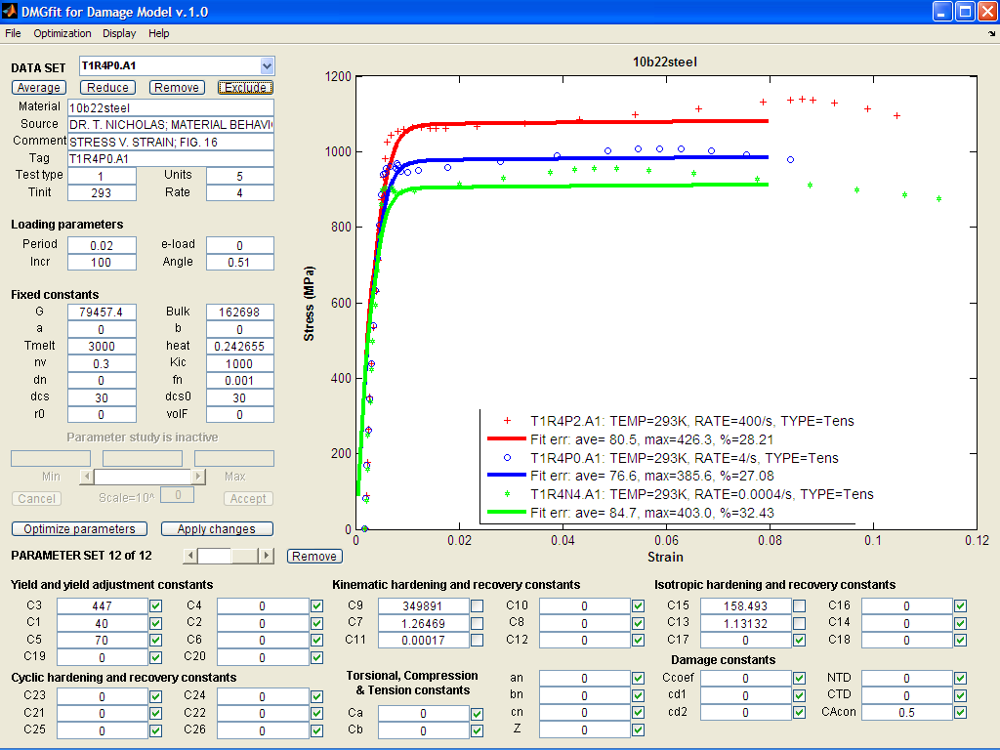 DMGfit for Damage Model v.1.0
File Optimization Display Help
DATA SET T1R4P0.A1
Average Reduce Remove Exclude
Material 10b22steel
Source DR. T. NICHOLAS; MATERIAL BEHAVI
Comment STRESS V. STRAIN; FIG. 16
Tag T1R4P0.A1
Test type 1 Units 5
Tinit 293 Rate 4
Loading parameters
Period 0.02 e-load 0
Incr 100 Angle 0.51
Fixed constants
G 79457.4 Bulk 162698
a 0 b 0
Tmelt 3000 heat 0.242655
nv 0.3 Kic 1000
dn 0 fn 0.001
dcs 30 dcs0 30
r0 0 volF 0
Parameter study is inactive
Min Max
Cancel Scale=10^ 0 Accept
Optimize parameters Apply changes
PARAMETER SET 12 of 12 Remove
10b22steel
1200
1000
800
600
400
200
0
Stress (MPa)
0 0.02 0.04 0.06 0.08 0.1 0.12
Strain
T1R4P2.A1: TEMP=293K, RATE=400/s, TYPE=Tens
Fit err: ave= 80.5, max=426.3, %=28.21
T1R4P0.A1: TEMP=293K, RATE=4/s, TYPE=Tens
Fit err: ave= 76.6, max=385.6, %=27.08
T1R4N4.A1: TEMP=293K, RATE=0.0004/s, TYPE=Tens
Fit err: ave= 84.7, max=403.0, %=32.43
Yield and yield adjustment constants
C3 447 C4 0
C1 40 C2 0
C5 70 C6 0
C19 0 C20 0
Cyclic hardening and recovery constants
C23 0 C24 0
C21 0 C22 0
C25 0 C26 0
Kinematic hardening and recovery constants
C9 349891 C10 0
C7 1.26469 C8 0
C11 0.00017 C12 0
Torsional, Compression
& Tension constants
Ca 0
Cb 0
an 0
bn 0
cn 0
Z 0
Isotropic hardening and recovery constants
C15 158.493 C16 0
C13 1.13132 C14 0
C17 0 C18 0
Damage constants
Ccoef 0 NTD 0
cd1 0 CTD 0
cd2 0 CAcon 0.5